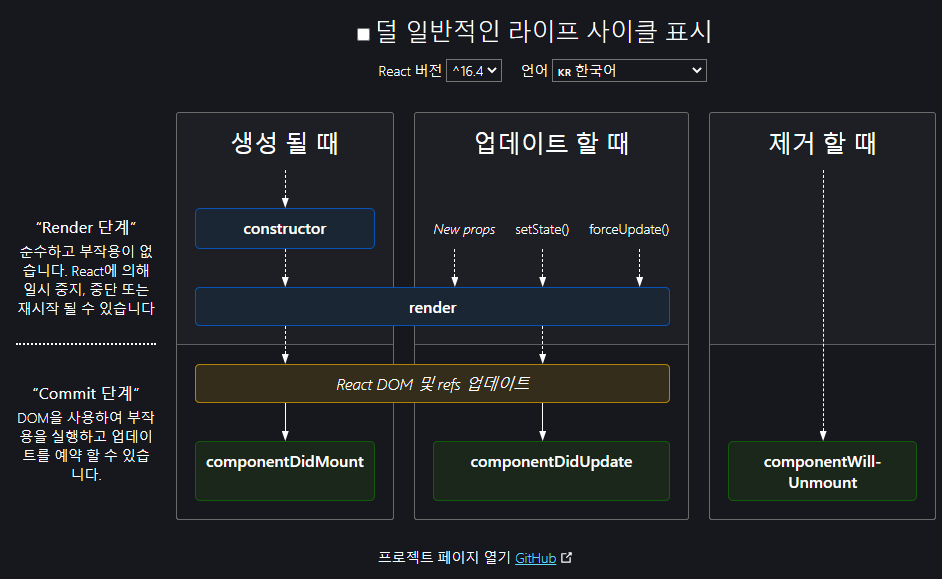 덜 일반적인 라이프 사이클 표시
React 버전 ^16.4 언어 KR 한국어
생성 될 때
업데이트 할 때
제거 할 때
“Render 단계”
순수하고 부작용이 없
습니다. React에 의해
일시 중지, 중단 또는
재시작 될 수 있습니다
constructor
New props
setState()
forceUpdate()
render
“Commit 단계”
DOM을 사용하여 부작
용을 실행하고 업데이
트를 예약 할 수 있습
니다.
React DOM 및 refs 업데이트
componentDidMount
componentDidUpdate
componentWill-
Unmount
프로젝트 페이지 열기 GitHub